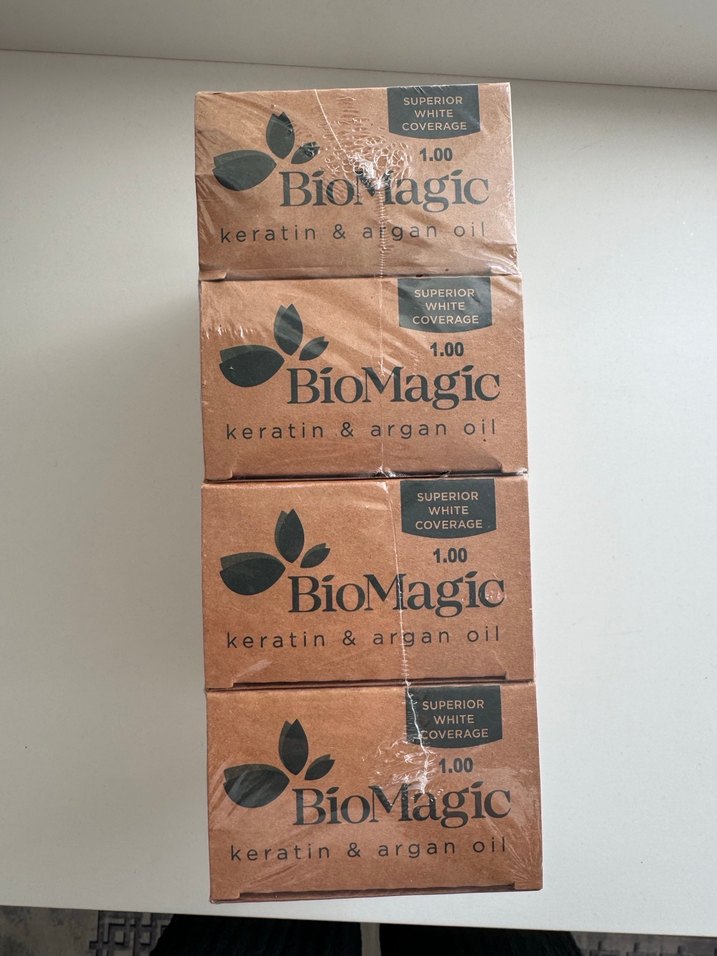 SUPERIOR
WHITE
COVERAGE
1.00
BioMagic
keratin & argan oil
SUPERIOR
WHITE
COVERAGE
1.00
BioMagic
keratin & argan oil
SUPERIOR
WHITE
COVERAGE
1.00
BioMagic
keratin & argan oil
SUPERIOR
WHITE
COVERAGE
1.00
BioMagic
keratin & argan oil